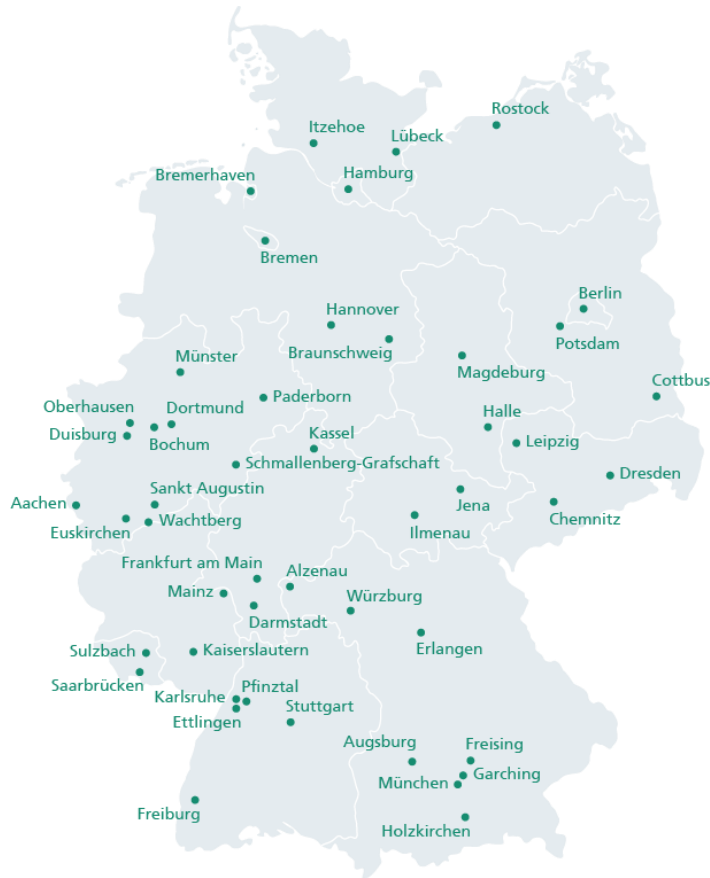 Rostock
Itzehoe
Lübeck
Bremerhaven
Hamburg
Bremen
Berlin
Hannover
Potsdam
Braunschweig
Münster
Magdeburg
Cottbus
Paderborn
Oberhausen
Dortmund
Halle
Duisburg
Bochum
Kassel
Leipzig
Schmallenberg-Grafschaft
Dresden
Sankt Augustin
Aachen
Jena
Chemnitz
Euskirchen
Wachtberg
Ilmenau
Frankfurt am Main
Alzenau
Mainz
Würzburg
Darmstadt
Erlangen
Sulzbach
Kaiserslautern
Saarbrücken
Pfinztal
Karlsruhe
Stuttgart
Ettlingen
Augsburg
Freising
Garching
München
Freiburg
Holzkirchen